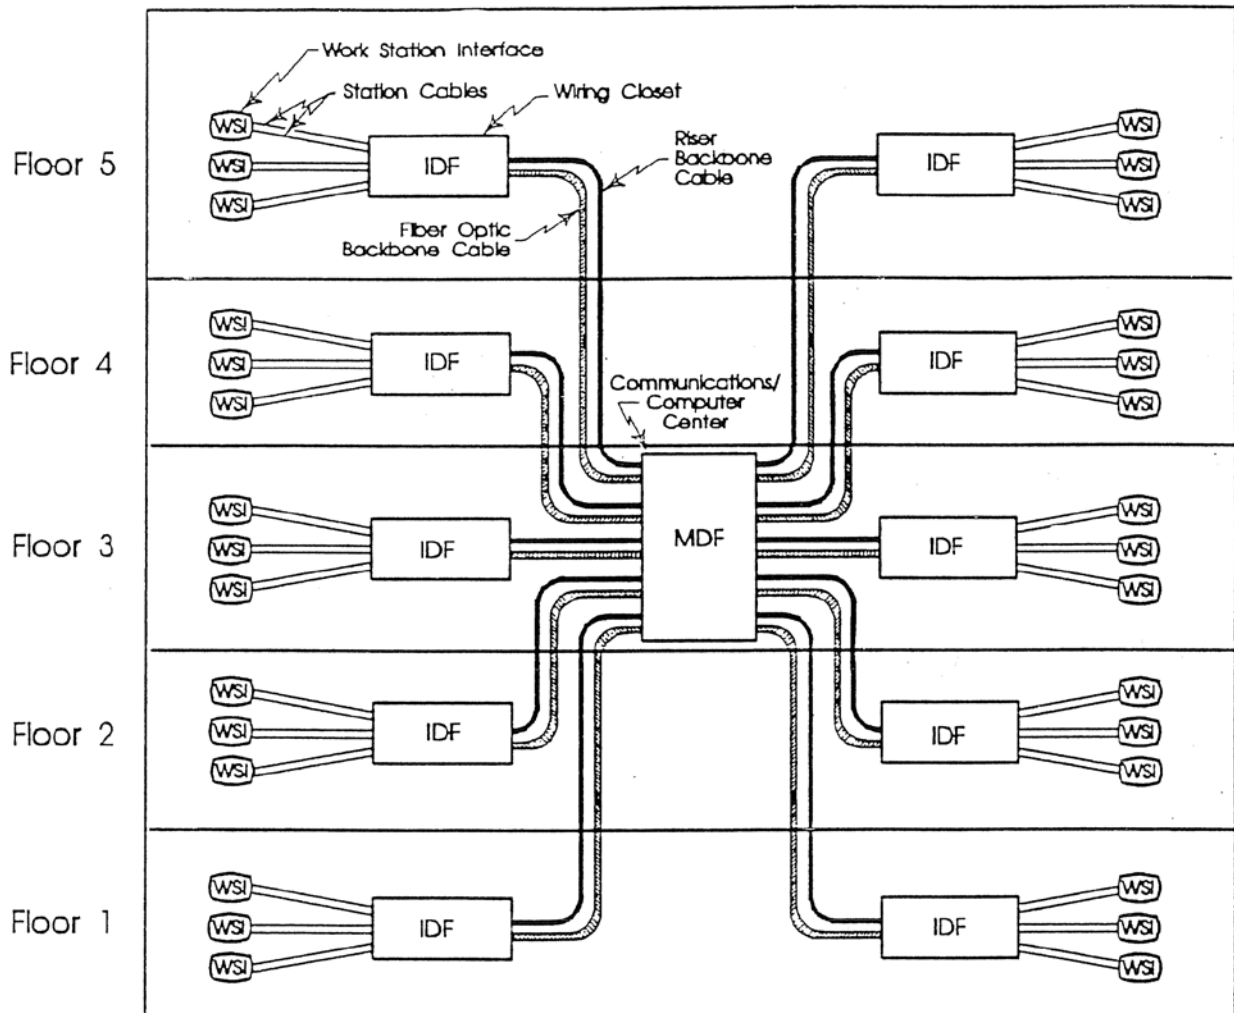 Work Station Interface
Station Cables
Wiring Closet
Floor 5
WSI
WSI
WSI
IDF
Riser
Backbone
Cable
Fiber Optic
Backbone Cable
IDF
WSI
WSI
WSI
Floor 4
WSI
WSI
WSI
IDF
Communications/
Computer
Center
IDF
WSI
WSI
WSI
Floor 3
WSI
WSI
WSI
IDF
MDF
IDF
WSI
WSI
WSI
Floor 2
WSI
WSI
WSI
IDF
IDF
WSI
WSI
WSI
Floor 1
WSI
WSI
WSI
IDF
IDF
WSI
WSI
WSI